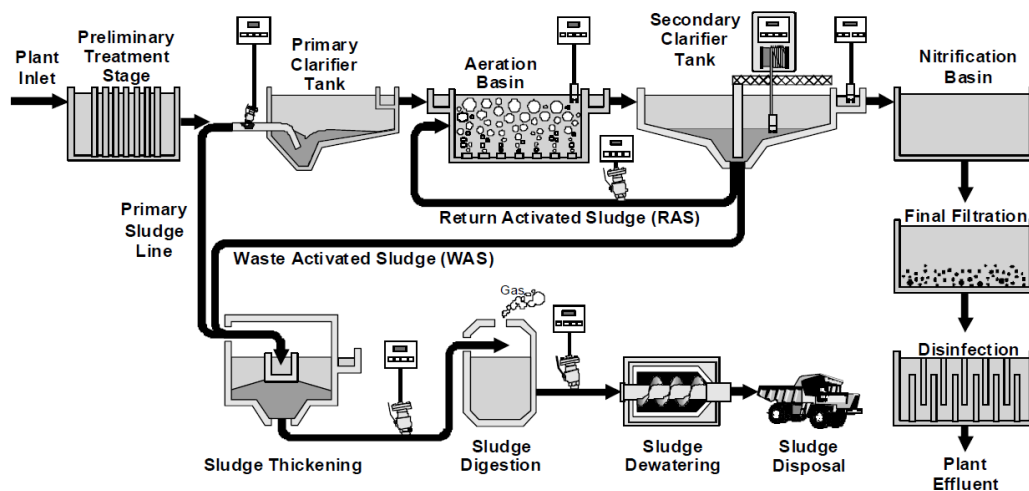 Plant
Inlet
Preliminary
Treatment
Stage
Primary
Clarifier
Tank
Aeration
Basin
Secondary
Clarifier
Tank
Nitrification
Basin
Return Activated Sludge (RAS)
Primary
Sludge
Line
Waste Activated Sludge (WAS)
Final Filtration
Gas
Disinfection
Sludge Thickening
Sludge
Digestion
Sludge
Dewatering
Sludge
Disposal
Plant
Effluent